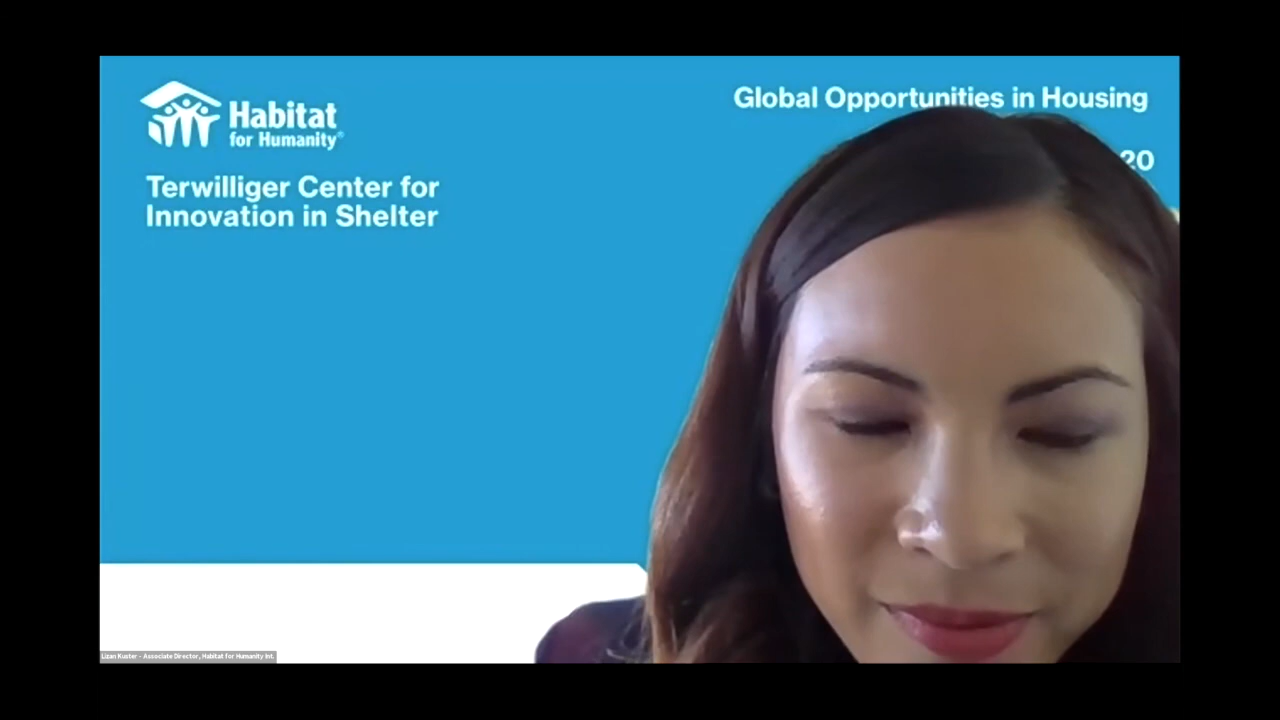 Habitat
for Humanity®
Terwilliger Center for
Innovation in Shelter
Global Opportunities in Housing
20
Lizan Kuster - Associate Director, Habitat for Humanity Int.